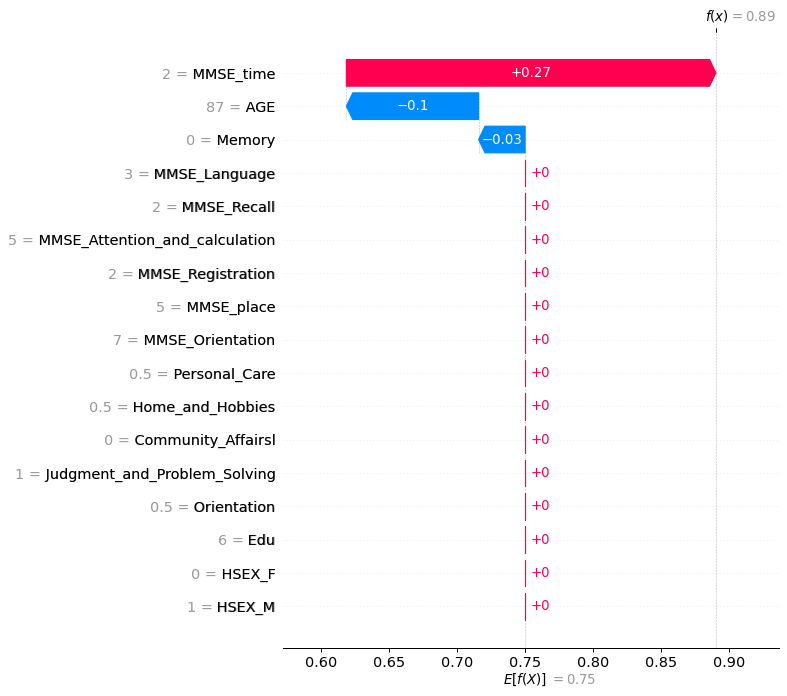 f(x) = 0.89
2 = MMSE_time
+0.27
87 = AGE
−0.1
0 = Memory
−0.03
3 = MMSE_Language
+0
2 = MMSE_Recall
+0
5 = MMSE_Attention_and_calculation
+0
2 = MMSE_Registration
+0
5 = MMSE_place
+0
7 = MMSE_Orientation
+0
0.5 = Personal_Care
+0
0.5 = Home_and_Hobbies
+0
0 = Community_Affairsl
+0
1 = Judgment_and_Problem_Solving
+0
0.5 = Orientation
+0
6 = Edu
+0
0 = HSEX_F
+0
1 = HSEX_M
+0
0.60 0.65 0.70 0.75 0.80 0.85 0.90
E[f(X)] = 0.75